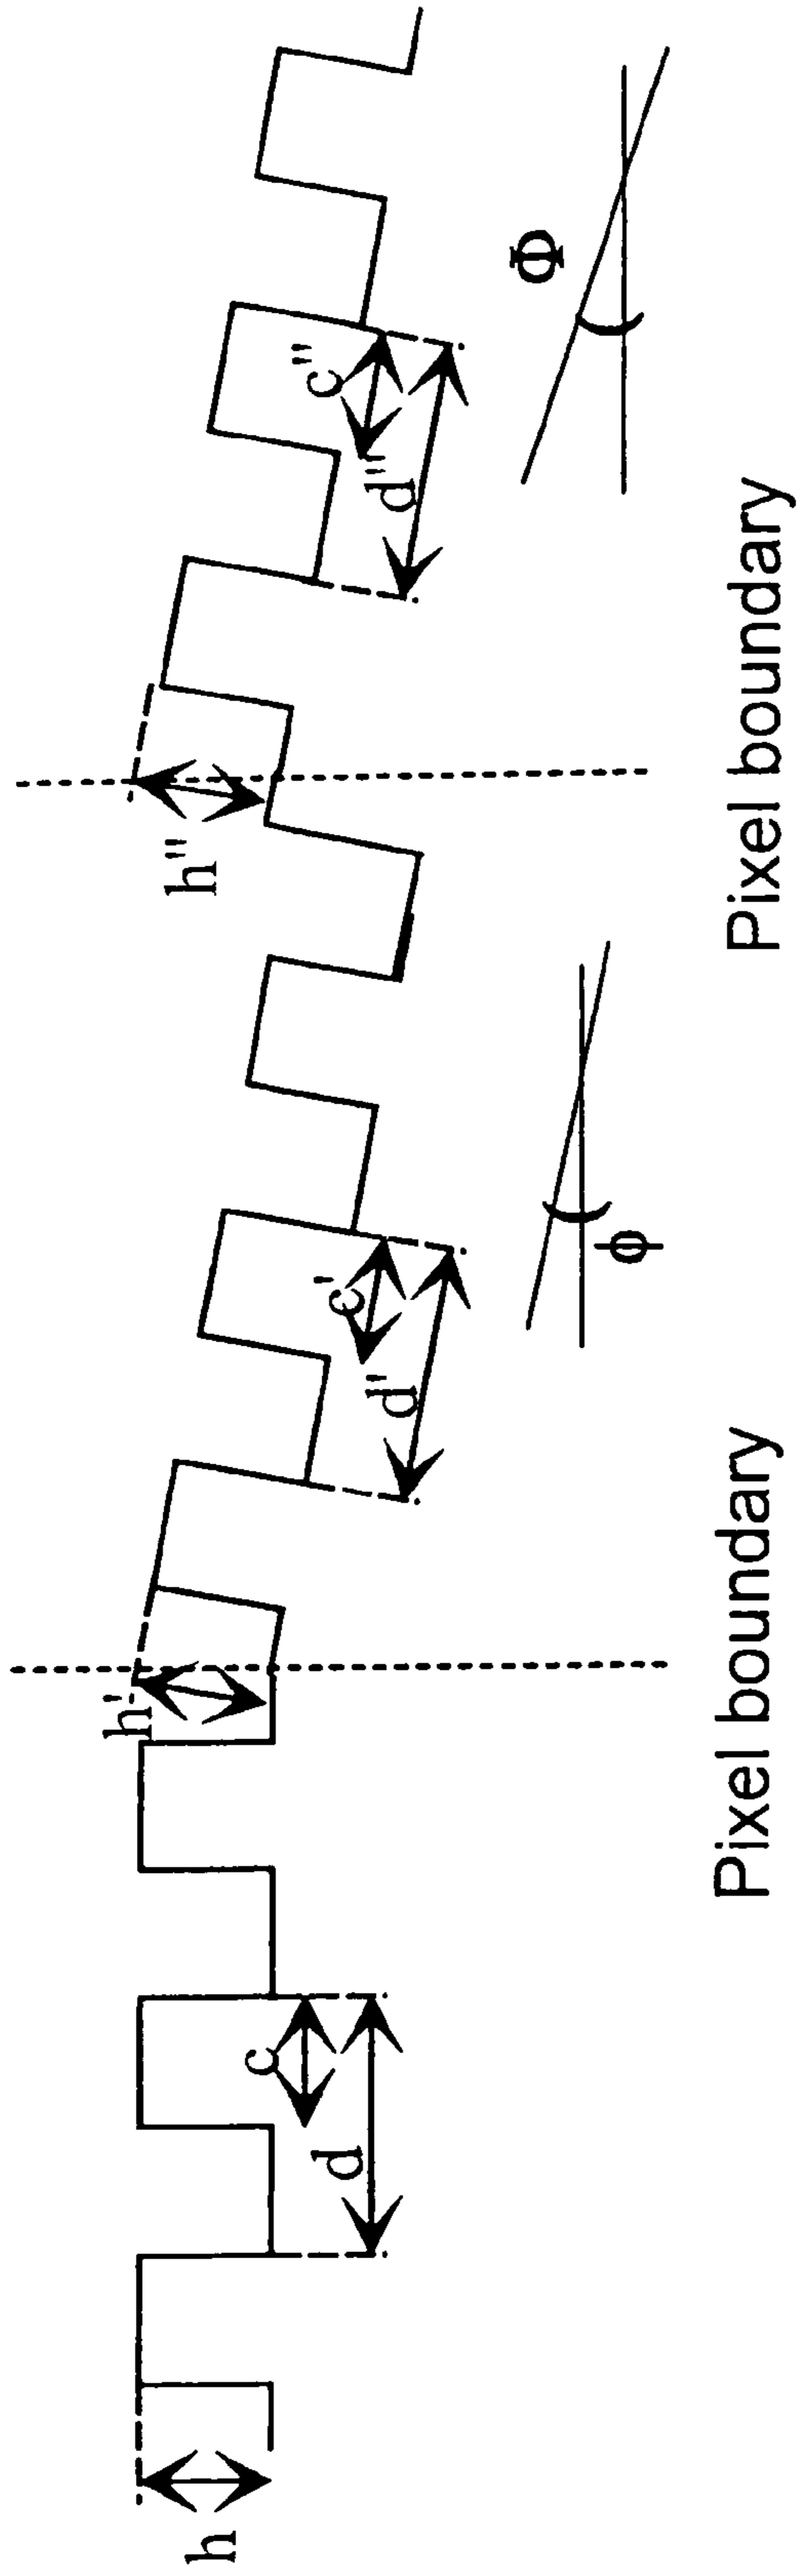 h
d
c
h'
d'
c'
h"
d"
c"
ϕ
Φ
Pixel boundary
Pixel boundary